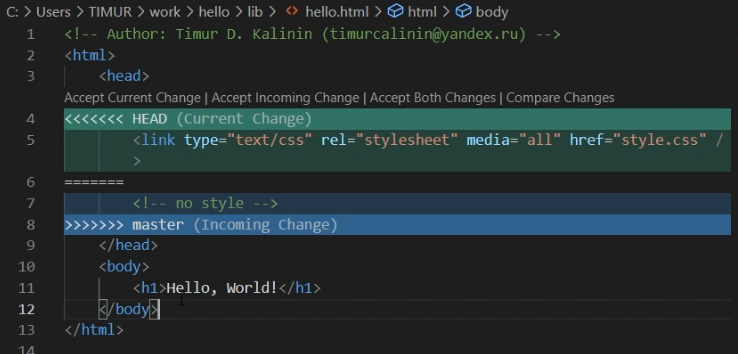 C: > Users > TIMUR > work > hello > lib > <> hello.html > html > body
1 <!-- Author: Timur D. Kalinin (timurcalinin@yandex.ru) -->
2 <html>
3 <head>
Accept Current Change | Accept Incoming Change | Accept Both Changes | Compare Changes
4 <<<<<<< HEAD (Current Change)
5 <link type="text/css" rel="stylesheet" media="all" href="style.css" /
>
6 =======
7 <!-- no style -->
8 >>>>>>> master (Incoming Change)
9 </head>
10 <body>
11 <h1>Hello, World!</h1>
12 </body>
13 </html>
14